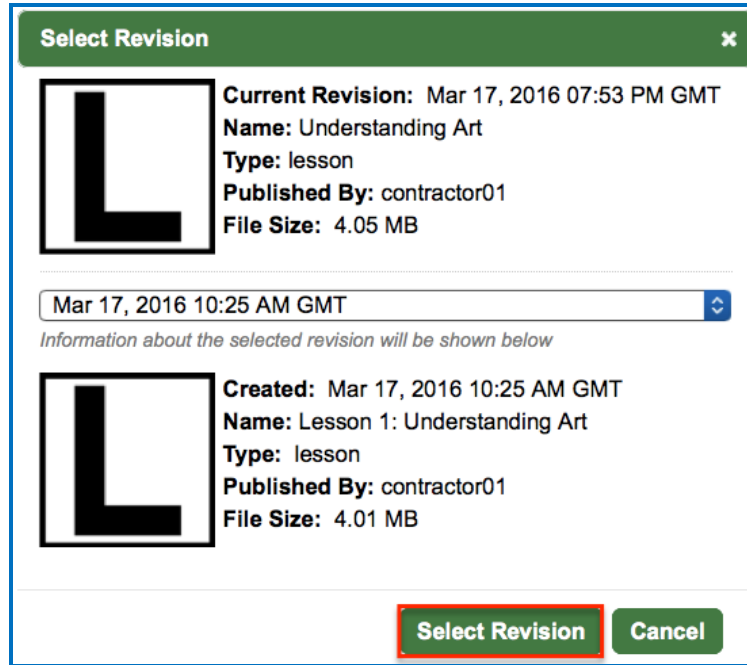 Select Revision ×
Current Revision: Mar 17, 2016 07:53 PM GMT
Name: Understanding Art
Type: lesson
Published By: contractor01
File Size: 4.05 MB
L
Mar 17, 2016 10:25 AM GMT
Information about the selected revision will be shown below
Created: Mar 17, 2016 10:25 AM GMT
Name: Lesson 1: Understanding Art
Type: lesson
Published By: contractor01
File Size: 4.01 MB
L
Select Revision Cancel